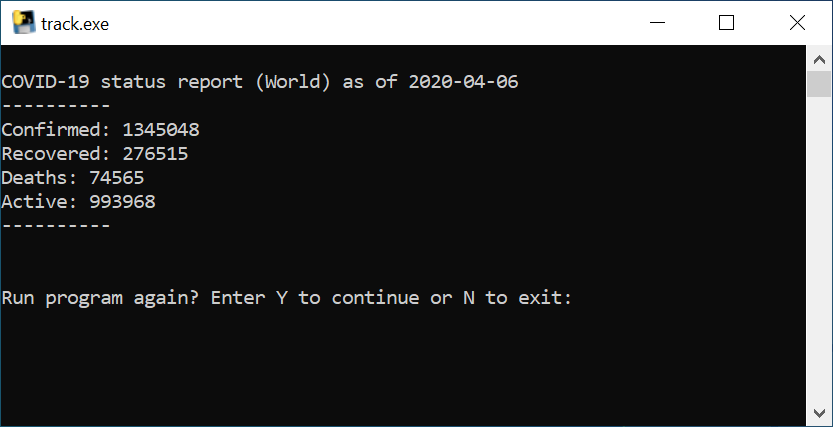 track.exe
COVID-19 status report (World) as of 2020-04-06
----------
Confirmed: 1345048
Recovered: 276515
Deaths: 74565
Active: 993968
----------
Run program again? Enter Y to continue or N to exit: